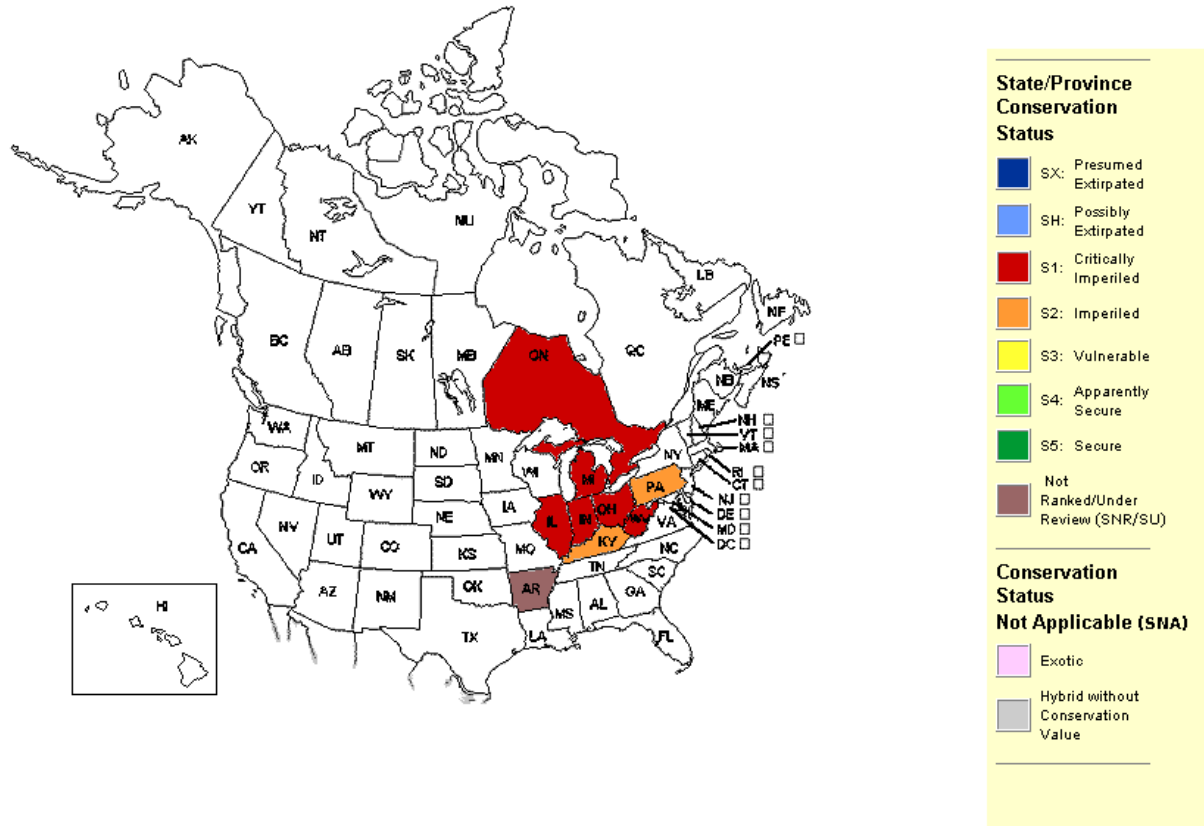 AK
YT
NT
NU
BC
AB
SK
MB
ON
QC
LB
NF
PE
NB
NS
ME
NH
VT
MA
NY
RI
CT
NJ
DE
MD
DC
PA
VA
WV
OH
MI
WI
IL
IN
KY
TN
NC
SC
GA
AL
MS
FL
LA
AR
MO
IA
MN
ND
SD
NE
KS
OK
TX
MT
WY
CO
NM
ID
UT
AZ
WA
OR
NV
CA
HI
State/Province
Conservation
Status
SX: Presumed
Extirpated
SH: Possibly
Extirpated
S1: Critically
Imperiled
S2: Imperiled
S3: Vulnerable
S4: Apparently
Secure
S5: Secure
Not
Ranked/Under
Review (SNR/SU)
Conservation
Status
Not Applicable (SNA)
Exotic
Hybrid without
Conservation
Value